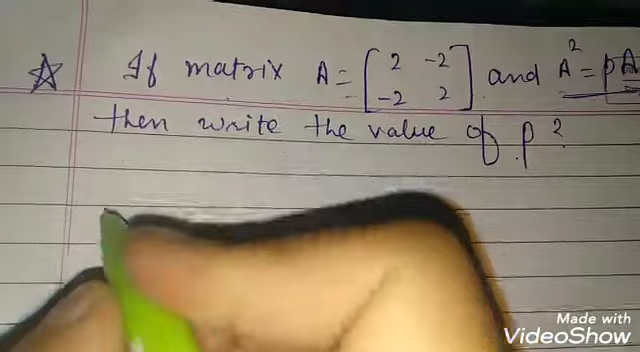 ☆ If matrix A = [ 2 -2 -2 2 ] and A² = pA
then write the value of p?
Made with
VideoShow